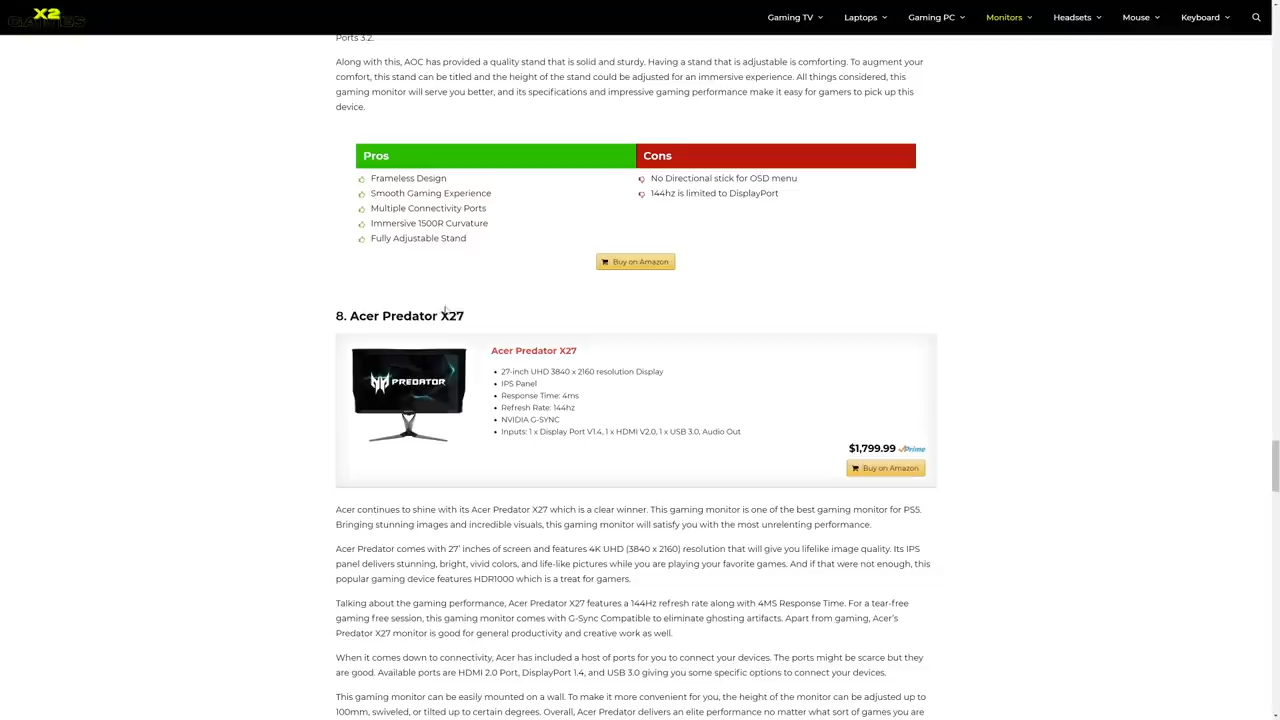 X2
GAMES
Gaming TV
Laptops
Gaming PC
Monitors
Headsets
Mouse
Keyboard
Ports 3.2.
Along with this, AOC has provided a quality stand that is solid and sturdy. Having a stand that is adjustable is comforting. To augment your
comfort, this stand can be titled and the height of the stand could be adjusted for an immersive experience. All things considered, this
gaming monitor will serve you better, and its specifications and impressive gaming performance make it easy for gamers to pick up this
device.
Pros
Cons
Frameless Design
Smooth Gaming Experience
Multiple Connectivity Ports
Immersive 1500R Curvature
Fully Adjustable Stand
No Directional stick for OSD menu
144hz is limited to DisplayPort
Buy on Amazon
8. Acer Predator X27
PREDATOR
Acer Predator X27
27-inch UHD 3840 x 2160 resolution Display
IPS Panel
Response Time: 4ms
Refresh Rate: 144hz
NVIDIA G-SYNC
Inputs: 1 x Display Port V1.4, 1 x HDMI V2.0, 1 x USB 3.0, Audio Out
$1,799.99 Prime
Buy on Amazon
Acer continues to shine with its Acer Predator X27 which is a clear winner. This gaming monitor is one of the best gaming monitor for PS5.
Bringing stunning images and incredible visuals, this gaming monitor will satisfy you with the most unrelenting performance.
Acer Predator comes with 27' inches of screen and features 4K UHD (3840 x 2160) resolution that will give you lifelike image quality. Its IPS
panel delivers stunning, bright, vivid colors, and life-like pictures while you are playing your favorite games. And if that were not enough, this
popular gaming device features HDR1000 which is a treat for gamers.
Talking about the gaming performance, Acer Predator X27 features a 144Hz refresh rate along with 4MS Response Time. For a tear-free
gaming free session, this gaming monitor comes with G-Sync Compatible to eliminate ghosting artifacts. Apart from gaming, Acer's
Predator X27 monitor is good for general productivity and creative work as well.
When it comes down to connectivity, Acer has included a host of ports for you to connect your devices. The ports might be scarce but they
are good. Available ports are HDMI 2.0 Port, DisplayPort 1.4, and USB 3.0 giving you some specific options to connect your devices.
This gaming monitor can be easily mounted on a wall. To make it more convenient for you, the height of the monitor can be adjusted up to
100mm, swiveled, or tilted up to certain degrees. Overall, Acer Predator delivers an elite performance no matter what sort of games you are